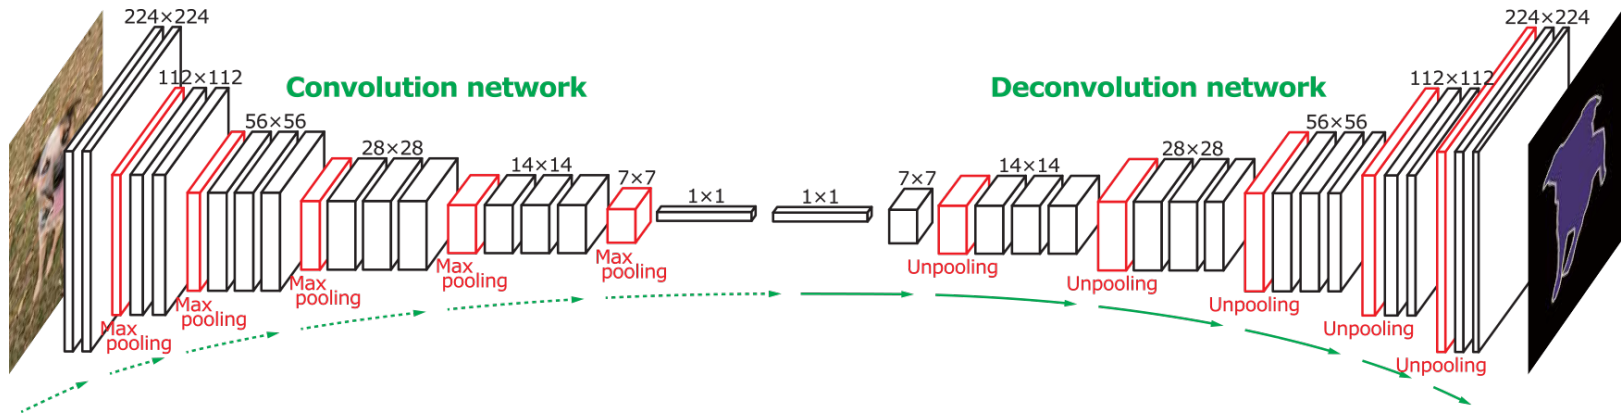 224×224
112×112
56×56
28×28
14×14
7×7
1×1
1×1
7×7
14×14
28×28
56×56
112×112
224×224
Convolution network
Deconvolution network
Max
pooling
Max
pooling
Max
pooling
Max
pooling
Max
pooling
Unpooling
Unpooling
Unpooling
Unpooling
Unpooling